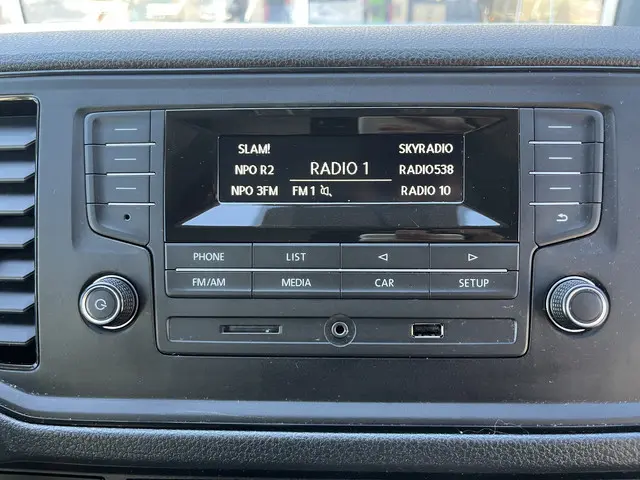 SLAM!
SKYRADIO
NPO R2
RADIO 1
RADIO538
NPO 3FM
FM 1
RADIO 10
PHONE
LIST
FM/AM
MEDIA
CAR
SETUP